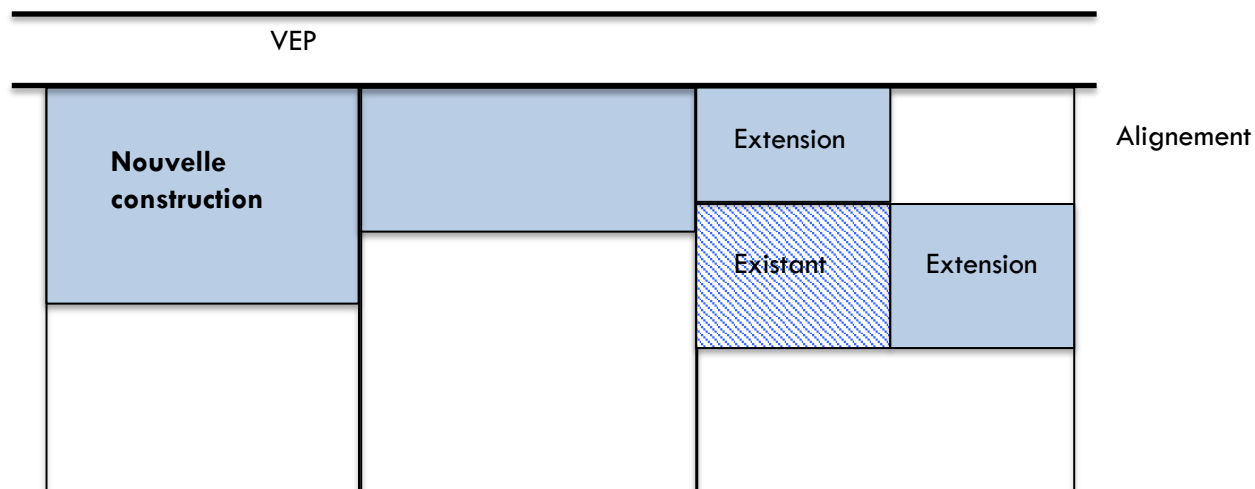 VEP
Extension
Alignement
Nouvelle
construction
Existant
Extension